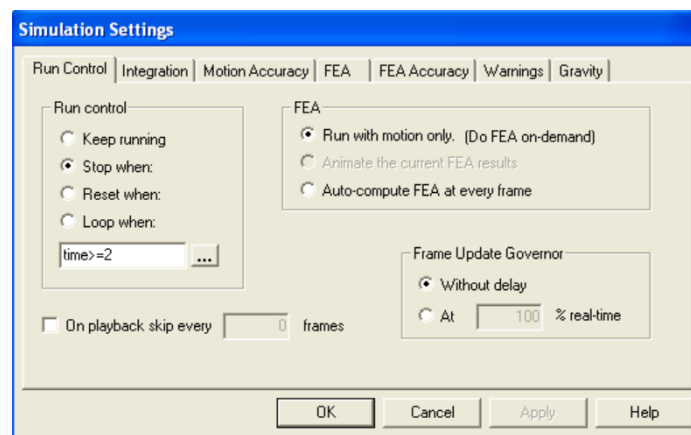 Simulation Settings
Run Control Integration Motion Accuracy FEA FEA Accuracy Warnings Gravity
Run control
Keep running
Stop when:
Reset when:
Loop when:
time>=2 ...
FEA
Run with motion only. (Do FEA on-demand)
Animate the current FEA results
Auto-compute FEA at every frame
Frame Update Governor
Without delay
At 100 % real-time
On playback skip every 0 frames
OK Cancel Apply Help